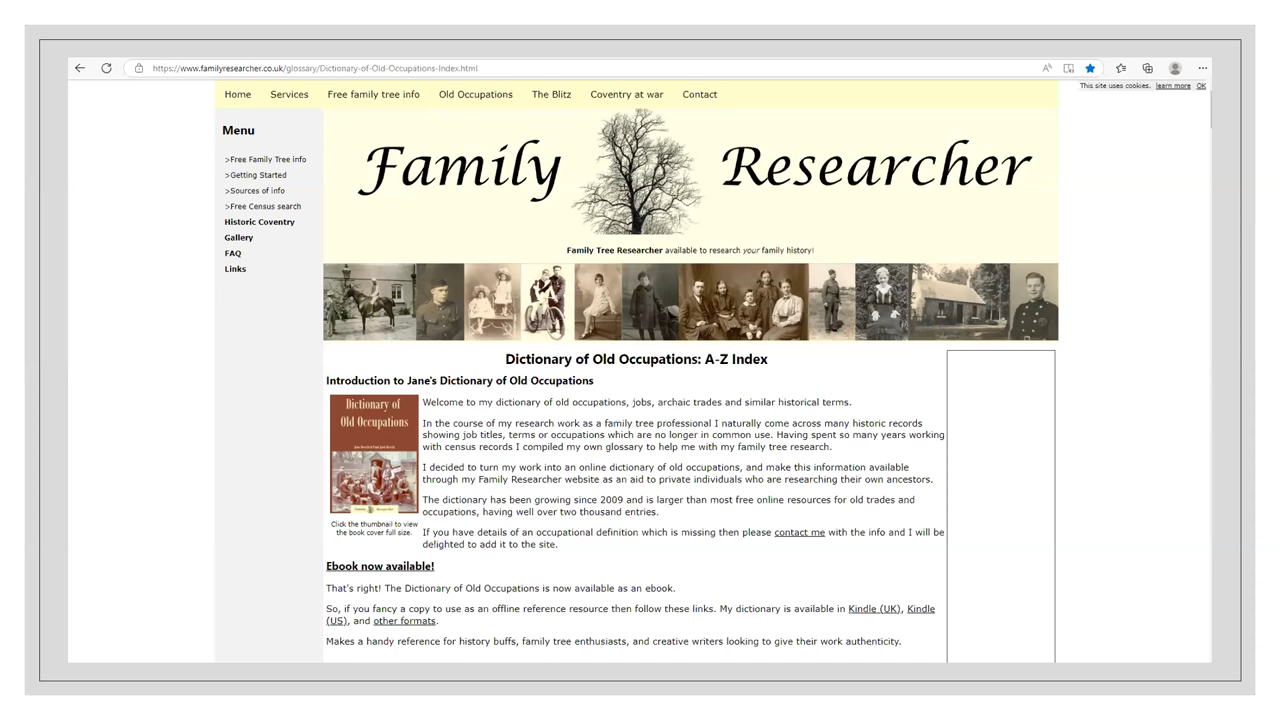 https://www.familyresearcher.co.uk/glossary/Dictionary-of-Old-Occupations-Index.html
This site uses cookies. learn more OK
Home Services Free family tree info Old Occupations The Blitz Coventry at war Contact
Menu
>Free Family Tree info
>Getting Started
>Sources of info
>Free Census search
Historic Coventry
Gallery
FAQ
Links
Family Researcher
Family Tree Researcher available to research your family history!
Dictionary of Old Occupations: A-Z Index
Introduction to Jane's Dictionary of Old Occupations
Dictionary of
Old Occupations
Click the thumbnail to view
the book cover full size.
Welcome to my dictionary of old occupations, jobs, archaic trades and similar historical terms.
In the course of my research work as a family tree professional I naturally come across many historic records
showing job titles, terms or occupations which are no longer in common use. Having spent so many years working
with census records I compiled my own glossary to help me with my family tree research.
I decided to turn my work into an online dictionary of old occupations, and make this information available
through my Family Researcher website as an aid to private individuals who are researching their own ancestors.
The dictionary has been growing since 2009 and is larger than most free online resources for old trades and
occupations, having well over two thousand entries.
If you have details of an occupational definition which is missing then please contact me with the info and I will be
delighted to add it to the site.
Ebook now available!
That's right! The Dictionary of Old Occupations is now available as an ebook.
So, if you fancy a copy to use as an offline reference resource then follow these links. My dictionary is available in Kindle (UK), Kindle
(US), and other formats.
Makes a handy reference for history buffs, family tree enthusiasts, and creative writers looking to give their work authenticity.